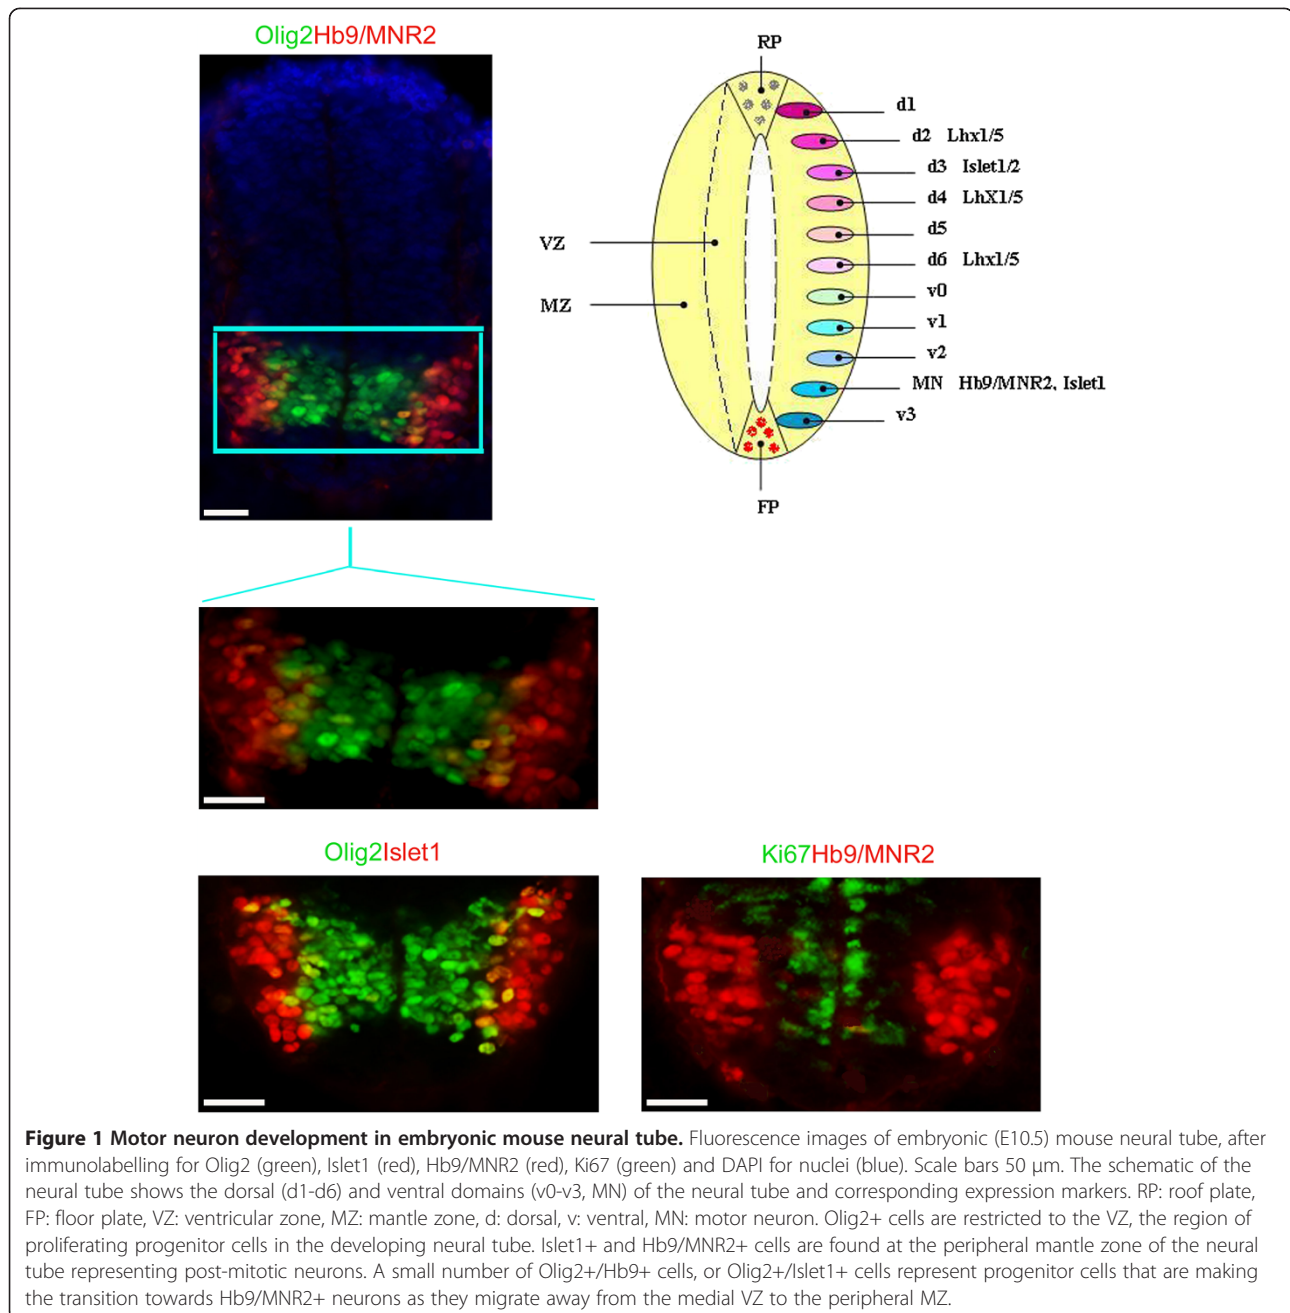 Olig2Hb9/MNR2
RP
d1
d2 Lhx1/5
d3 Islet1/2
d4 LhX1/5
d5
d6 Lhx1/5
v0
v1
v2
MN Hb9/MNR2, Islet1
v3
VZ
MZ
FP
Olig2Islet1
Ki67Hb9/MNR2
Figure 1 Motor neuron development in embryonic mouse neural tube. Fluorescence images of embryonic (E10.5) mouse neural tube, after
immunolabelling for Olig2 (green), Islet1 (red), Hb9/MNR2 (red), Ki67 (green) and DAPI for nuclei (blue). Scale bars 50 μm. The schematic of the
neural tube shows the dorsal (d1-d6) and ventral domains (v0-v3, MN) of the neural tube and corresponding expression markers. RP: roof plate,
FP: floor plate, VZ: ventricular zone, MZ: mantle zone, d: dorsal, v: ventral, MN: motor neuron. Olig2+ cells are restricted to the VZ, the region of
proliferating progenitor cells in the developing neural tube. Islet1+ and Hb9/MNR2+ cells are found at the peripheral mantle zone of the neural
tube representing post-mitotic neurons. A small number of Olig2+/Hb9+ cells, or Olig2+/Islet1+ cells represent progenitor cells that are making
the transition towards Hb9/MNR2+ neurons as they migrate away from the medial VZ to the peripheral MZ.